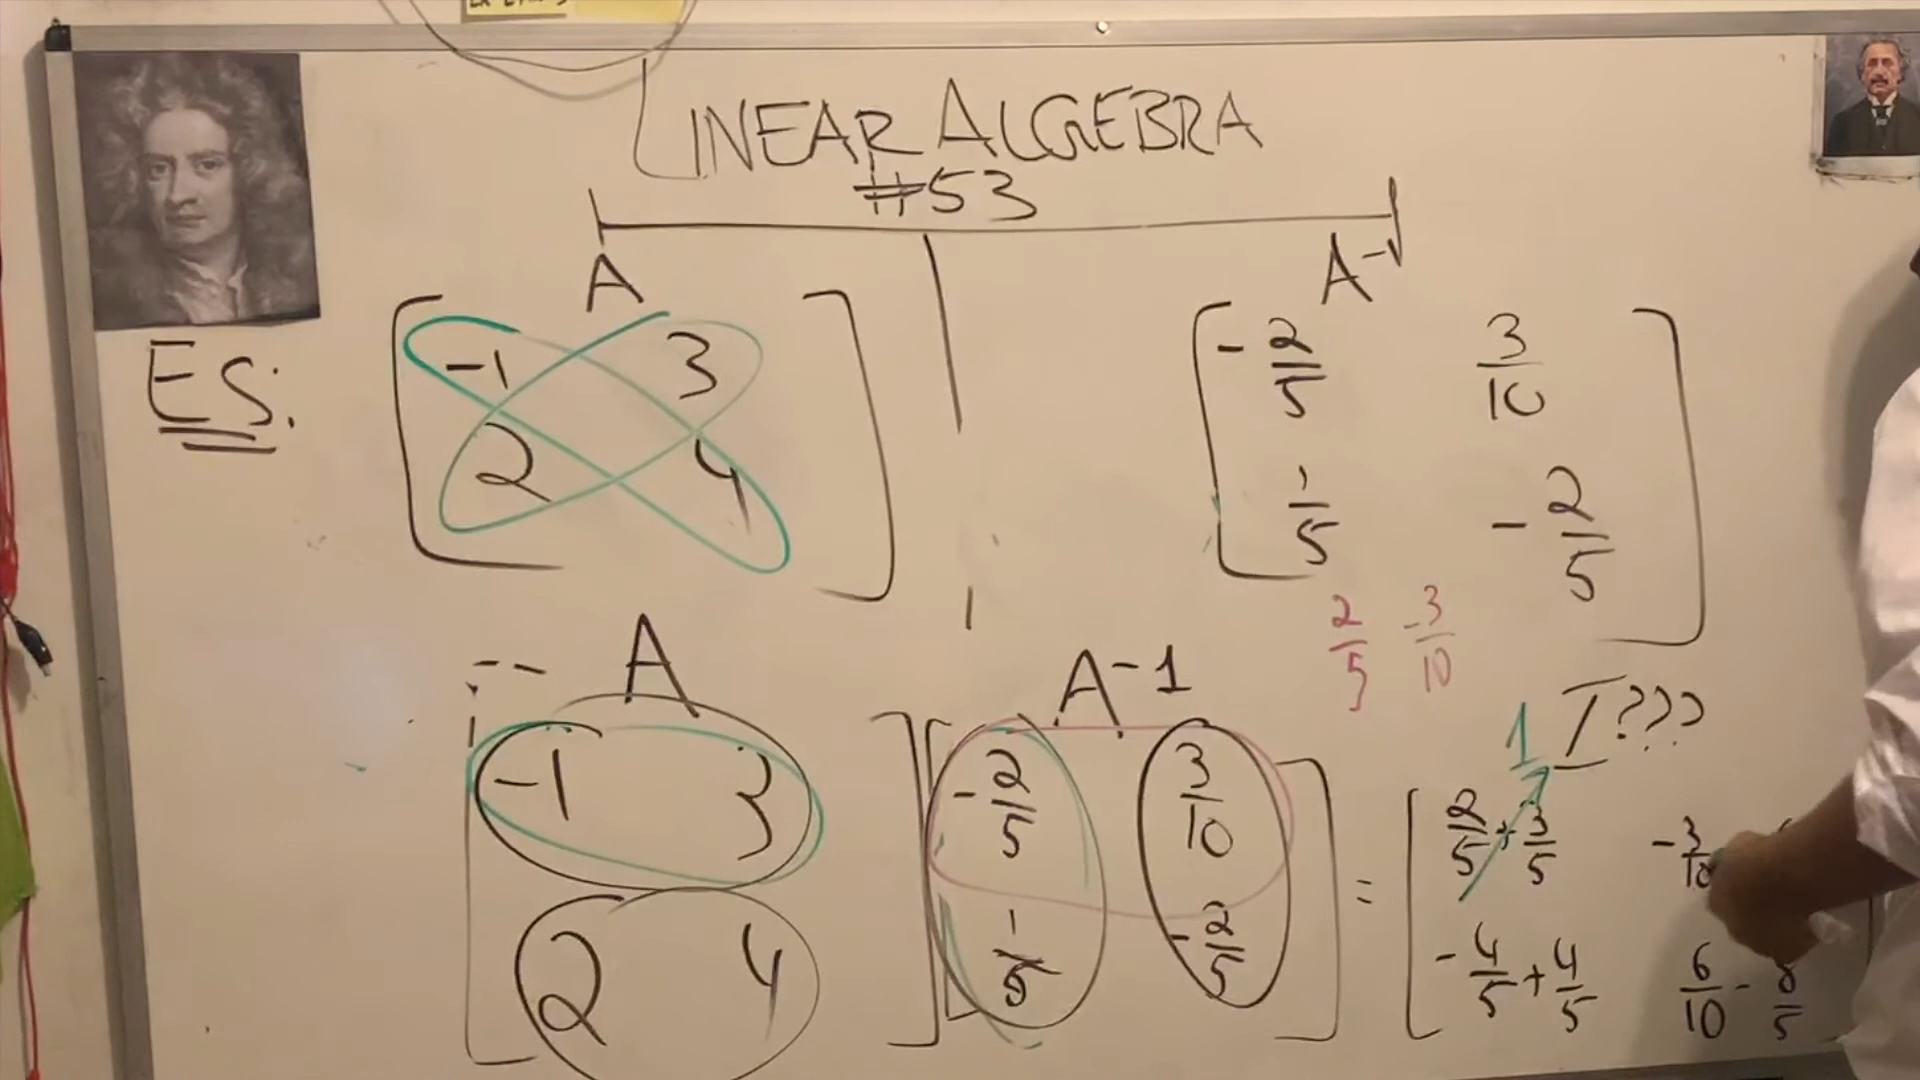 LINEAR ALGEBRA
#53
A
A-1
ES:
-1 3
2 4
-2/5 3/10
1/5 -2/5
2/5 -3/10
A
A-1
1 I???
-1 3
2 4
-2/5 3/10
1/5 -2/5
=
2/5+3/5 -3/10
-4/5+4/5 6/10-8/5